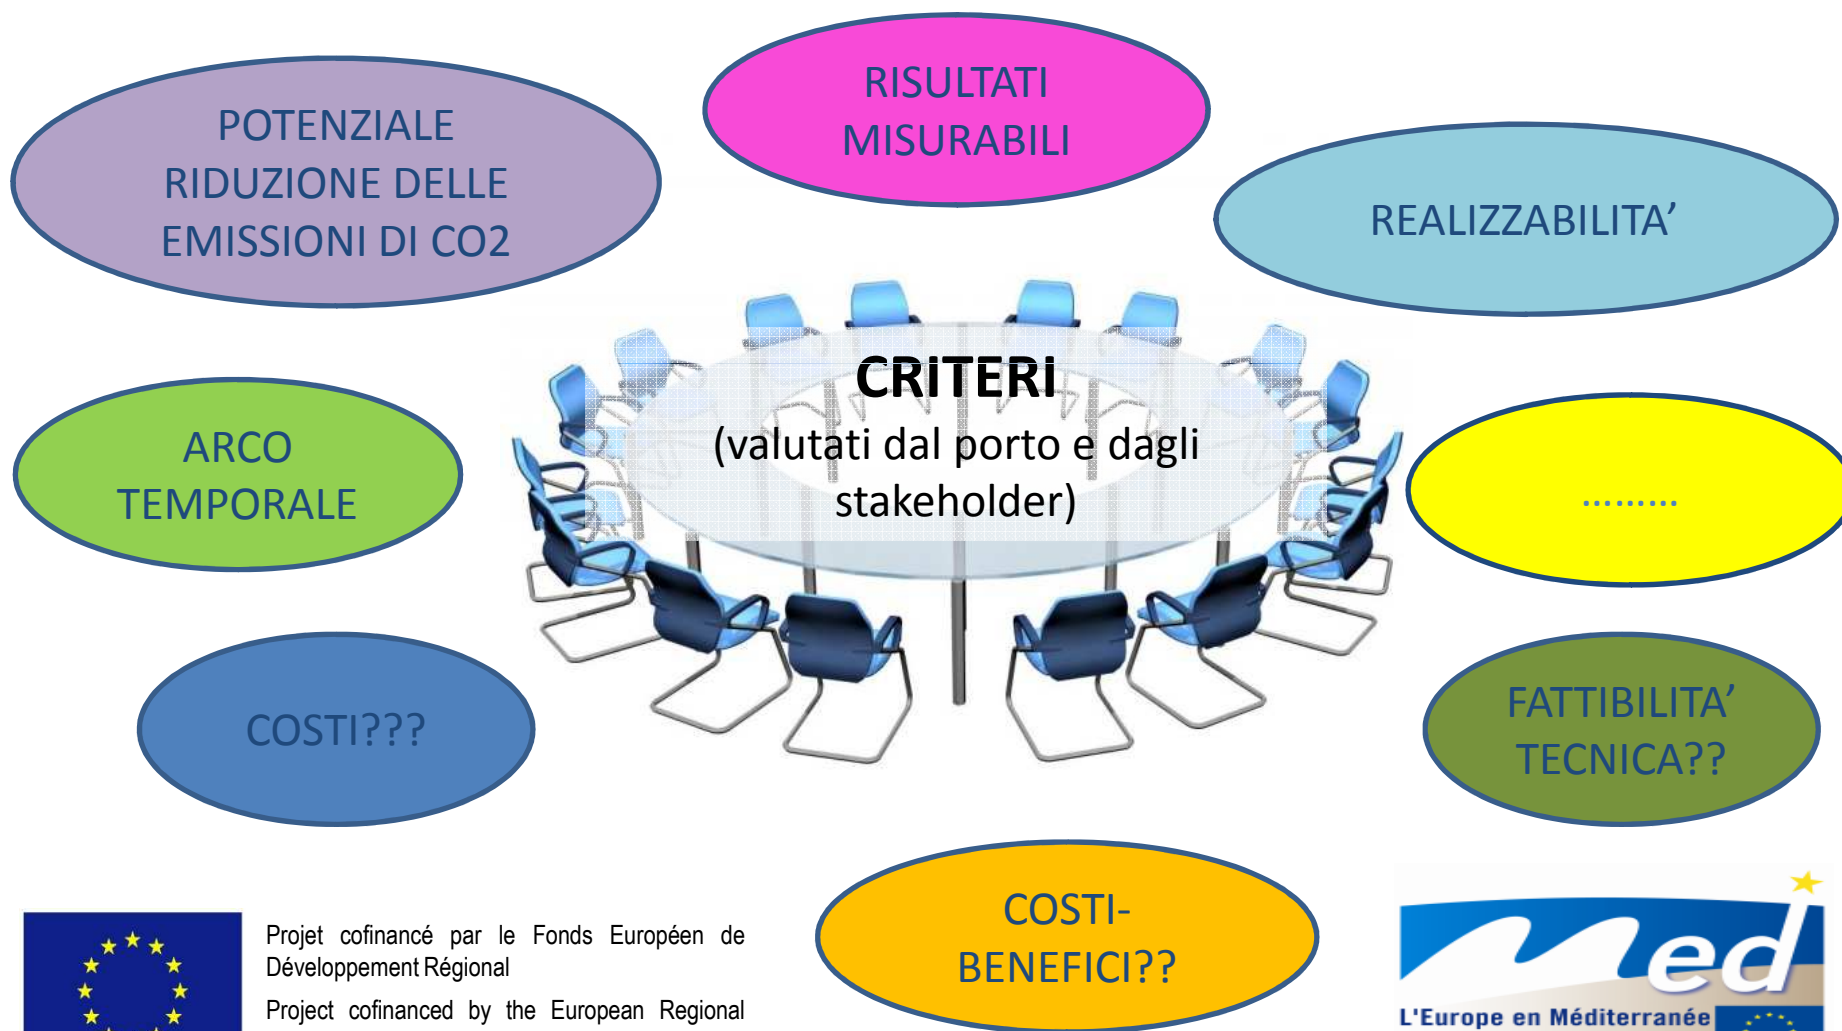 RISULTATI
MISURABILI
POTENZIALE
RIDUZIONE DELLE
EMISSIONI DI CO2
REALIZZABILITA’
CRITERI
(valutati dal porto e dagli
stakeholder)
ARCO
TEMPORALE
………
COSTI???
FATTIBILITA’
TECNICA??
COSTI-
BENEFICI??
Projet cofinancé par le Fonds Européen de
Développement Régional
Project cofinanced by the European Regional
Med
L'Europe en Méditerranée